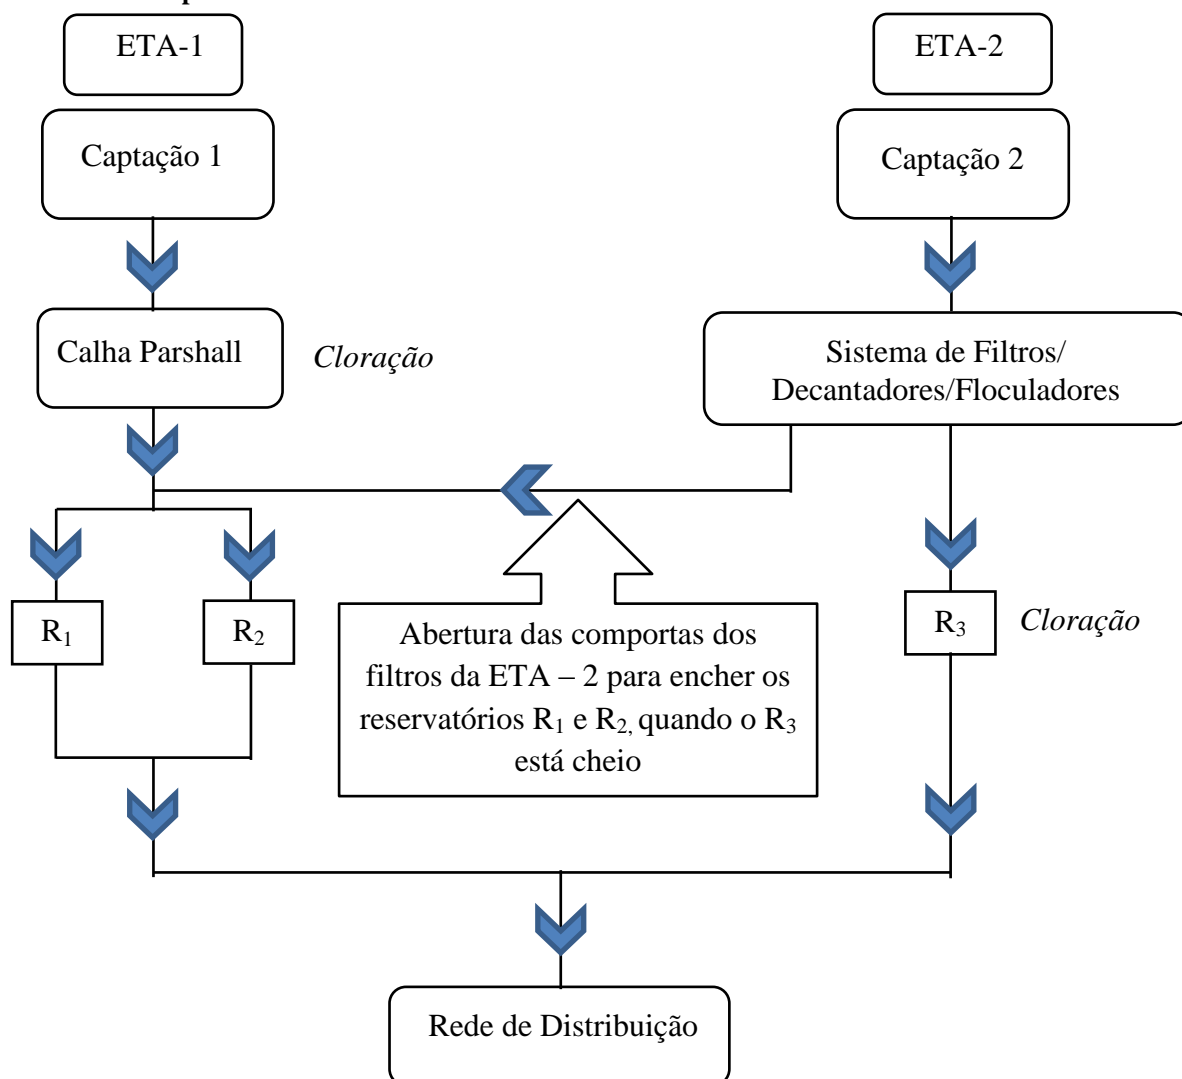 ETA-1
ETA-2
Captação 1
Captação 2
Calha Parshall
Cloração
Sistema de Filtros/
Decantadores/Floculadores
R1
R2
Abertura das comportas dos
filtros da ETA – 2 para encher os
reservatórios R1 e R2, quando o R3
está cheio
R3
Cloração
Rede de Distribuição